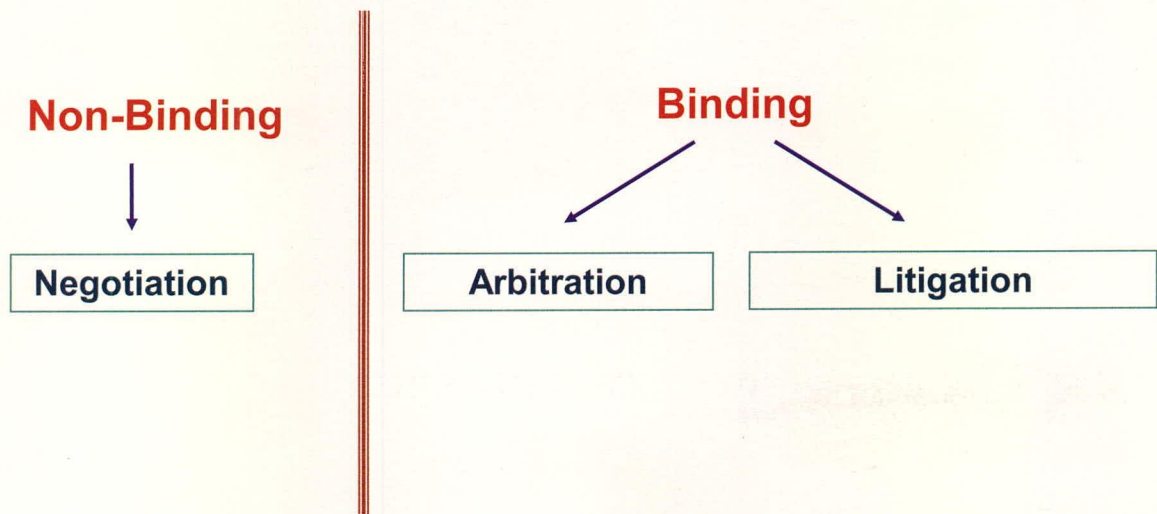 Non-Binding
Binding
Negotiation
Arbitration
Litigation